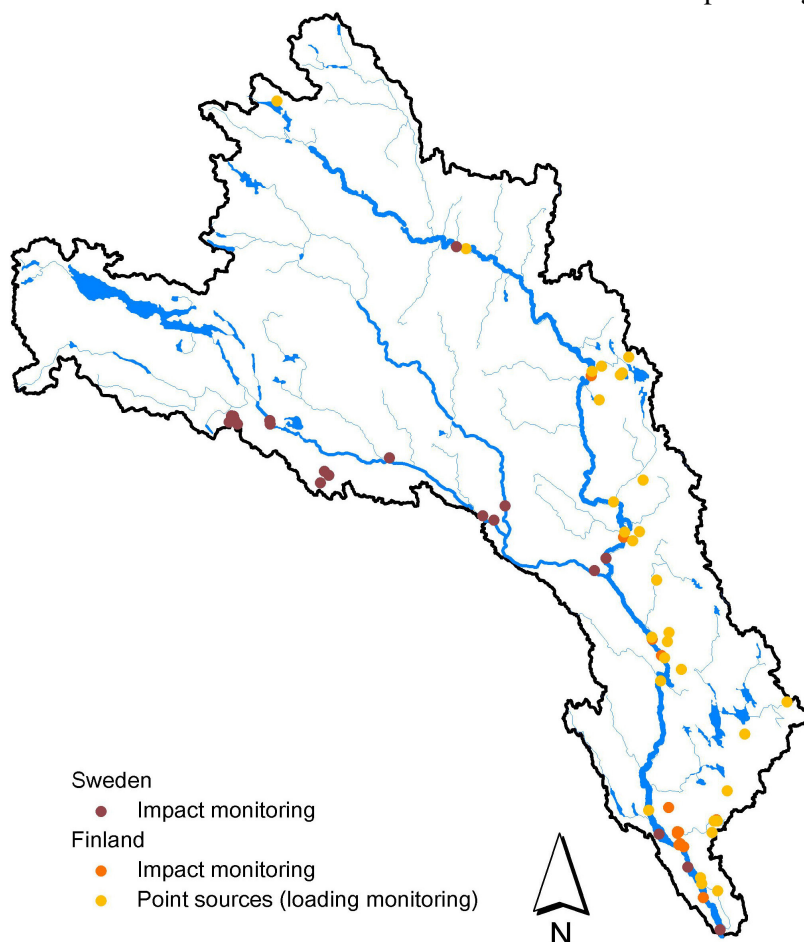 Sweden
Impact monitoring
Finland
Impact monitoring
Point sources (loading monitoring)
N